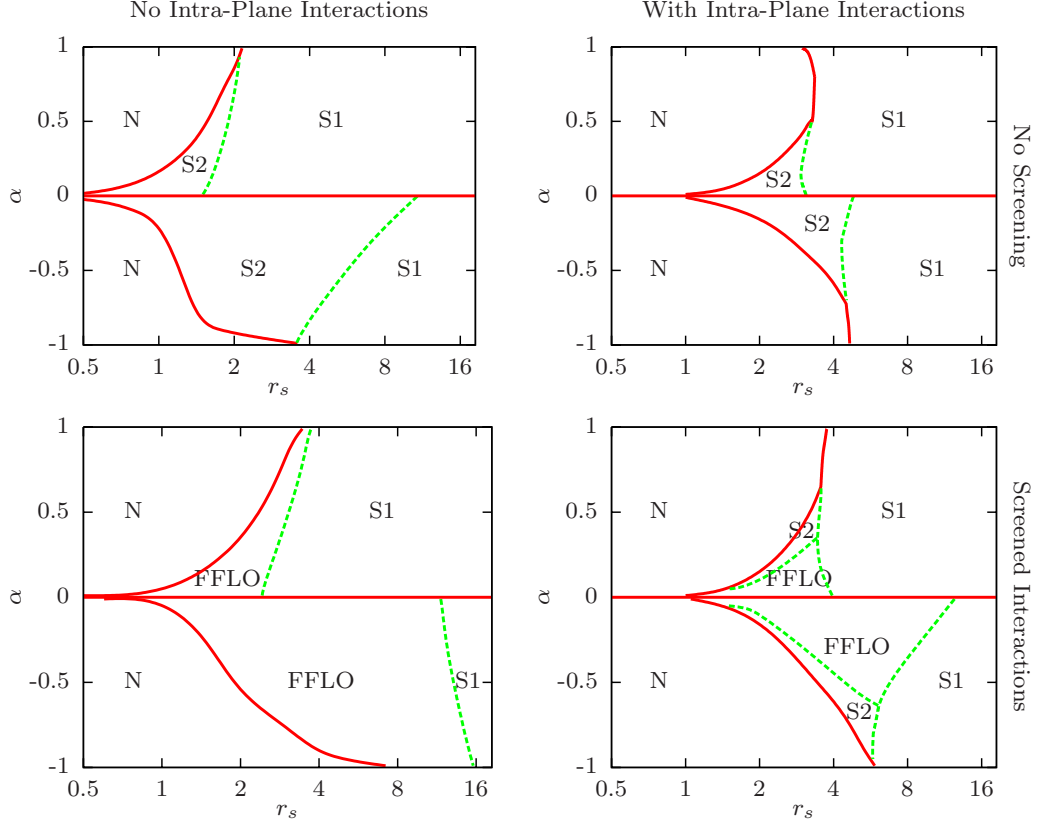 No Intra-Plane Interactions
With Intra-Plane Interactions
1
0.5
0
-0.5
-1
α
N
S2
S1
N
S2
S1
0.5 1 2 4 8 16
r_s
1
0.5
0
-0.5
-1
α
N
S2
S1
S2
N
S1
0.5 1 2 4 8 16
r_s
No Screening
1
0.5
0
-0.5
-1
α
N
S1
FFLO
N
FFLO
S1
0.5 1 2 4 8 16
r_s
1
0.5
0
-0.5
-1
α
N
S2
S1
FFLO
FFLO
N
S2
S1
0.5 1 2 4 8 16
r_s
Screened Interactions